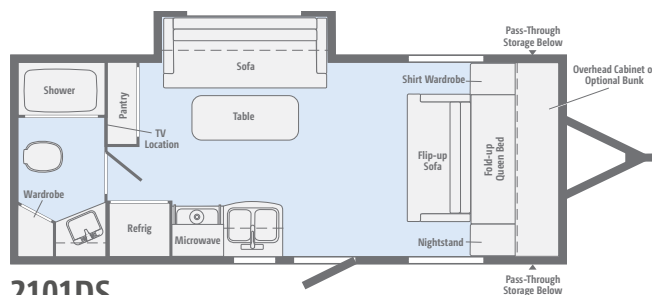 Pass-Through
Storage Below
Overhead Cabinet o
Optional Bunk
Sofa
Shirt Wardrobe
Shower
Pantry
Table
TV
Location
Flip-up
Sofa
Fold-up
Queen Bed
Wardrobe
Refrig
Microwave
Nightstand
Pass-Through
Storage Below
2101DS